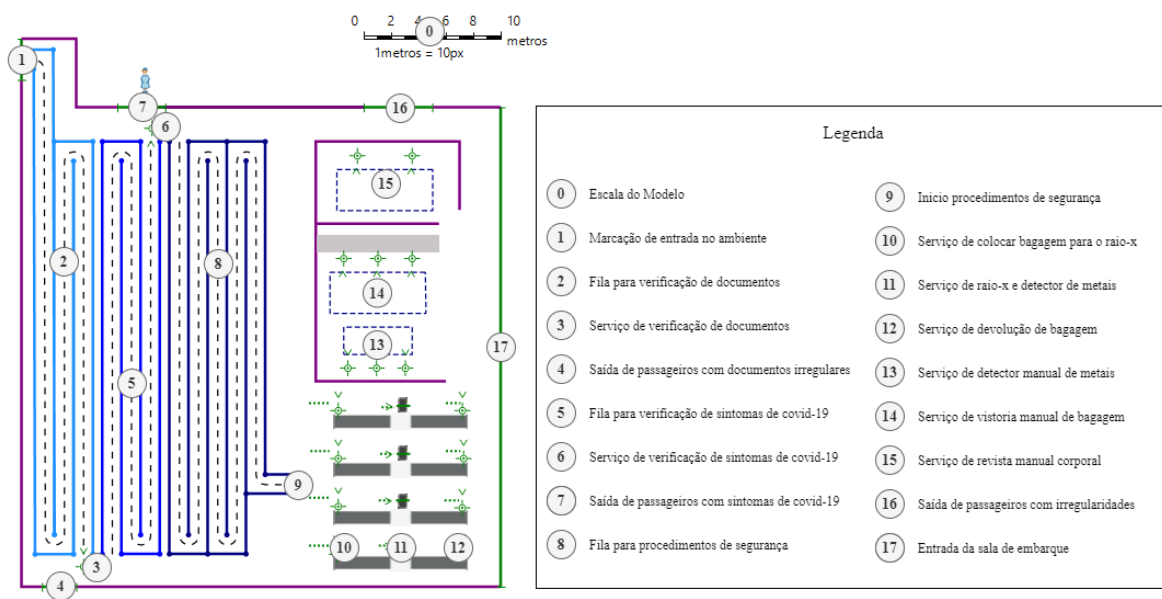 0 2 4 6 8 10
0
metros
1metros = 10px
1
7
6
16
15
2
8
14
13
17
5
9
10
11
12
3
4
Legenda
0 Escala do Modelo
1 Marcação de entrada no ambiente
2 Fila para verificação de documentos
3 Serviço de verificação de documentos
4 Saída de passageiros com documentos irregulares
5 Fila para verificação de sintomas de covid-19
6 Serviço de verificação de sintomas de covid-19
7 Saída de passageiros com sintomas de covid-19
8 Fila para procedimentos de segurança
9 Inicio procedimentos de segurança
10 Serviço de colocar bagagem para o raio-x
11 Serviço de raio-x e detector de metais
12 Serviço de devolução de bagagem
13 Serviço de detector manual de metais
14 Serviço de vistoria manual de bagagem
15 Serviço de revista manual corporal
16 Saída de passageiros com irregularidades
17 Entrada da sala de embarque